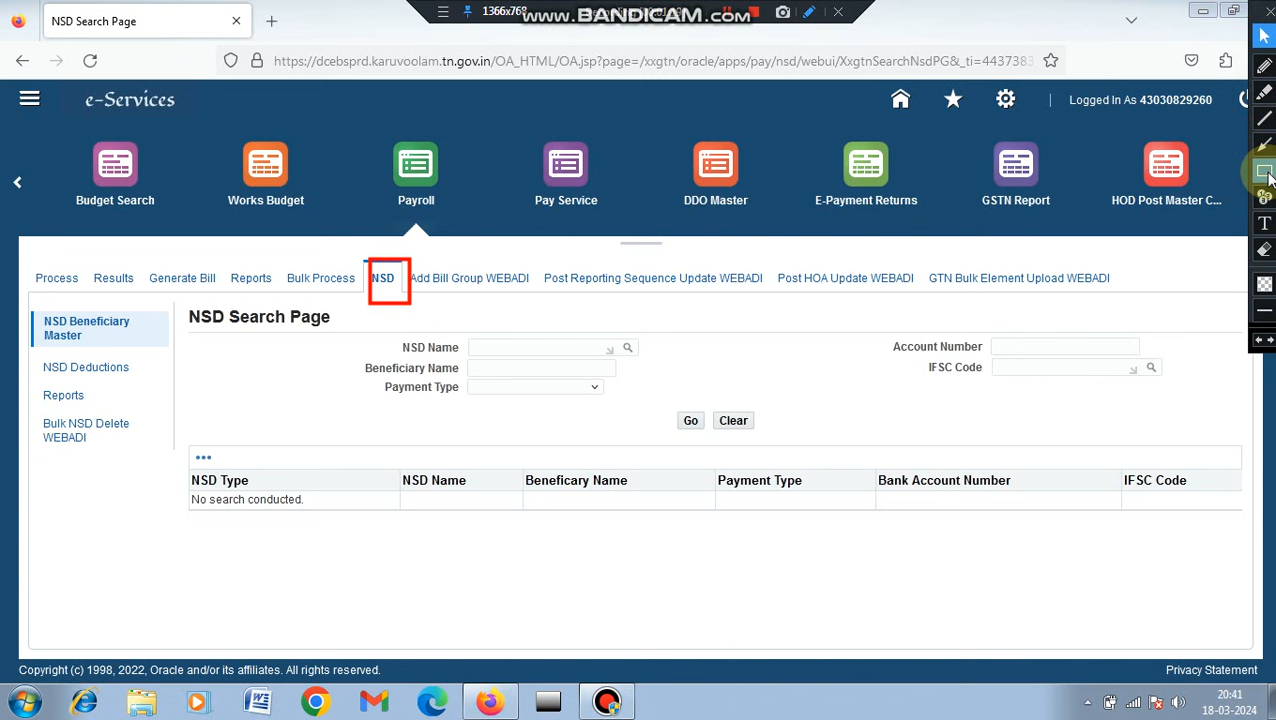 NSD Search Page
1366x768
www.BANDICAM.com
https://dcebsprd.karuvoolam.tn.gov.in/OA_HTML/OA.jsp?page=/xxgtn/oracle/apps/pay/nsd/webui/XxgtnSearchNsdPG&_ti=4437383
e-Services
Logged In As 43030829260
Budget Search
Works Budget
Payroll
Pay Service
DDO Master
E-Payment Returns
GSTN Report
HOD Post Master C...
Process Results Generate Bill Reports Bulk Process NSD Add Bill Group WEBADI Post Reporting Sequence Update WEBADI Post HOA Update WEBADI GTN Bulk Element Upload WEBADI
NSD Beneficiary
Master
NSD Deductions
Reports
Bulk NSD Delete
WEBADI
NSD Search Page
NSD Name
Beneficiary Name
Payment Type
Account Number
IFSC Code
Go Clear
NSD Type NSD Name Beneficary Name Payment Type Bank Account Number IFSC Code
No search conducted.
Copyright (c) 1998, 2022, Oracle and/or its affiliates. All rights reserved.
Privacy Statement
20:41
18-03-2024